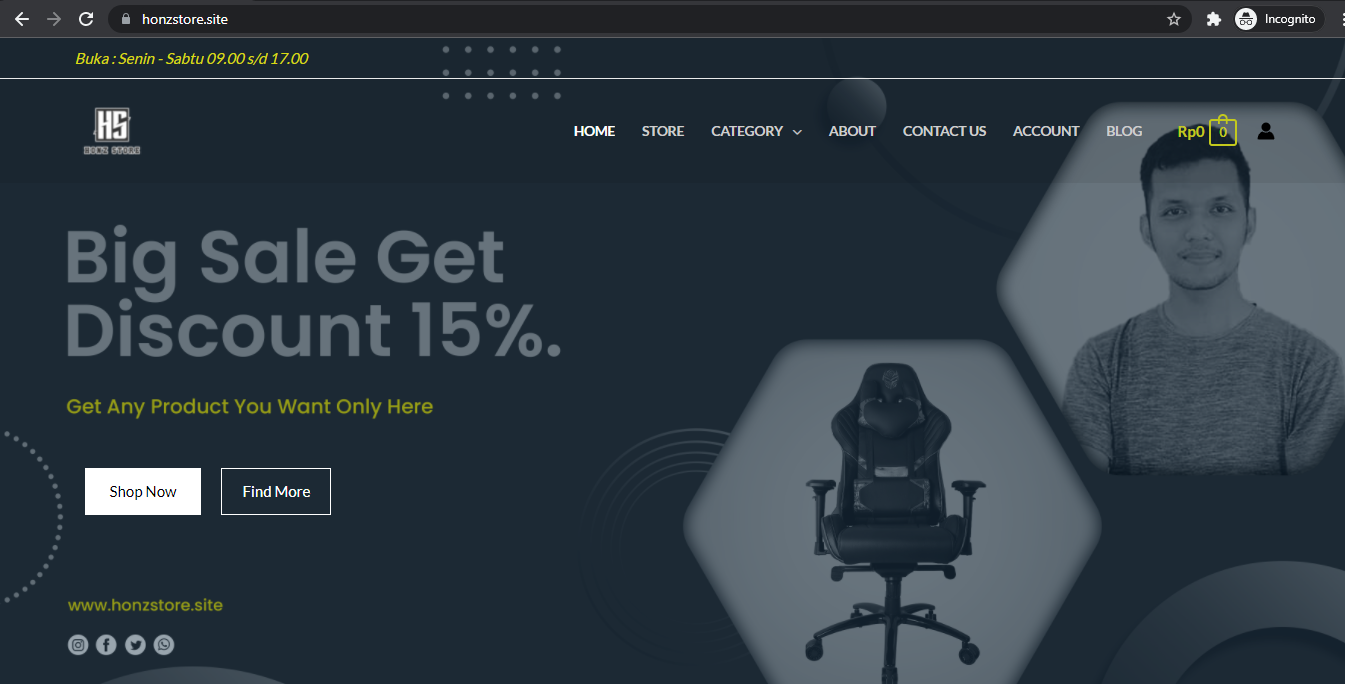 honzstore.site
Incognito
Buka : Senin - Sabtu 09.00 s/d 17.00
HS
HONZ STORE
HOME STORE CATEGORY ABOUT CONTACT US ACCOUNT BLOG Rp0 0
Big Sale Get
Discount 15%.
Get Any Product You Want Only Here
Shop Now Find More
www.honzstore.site